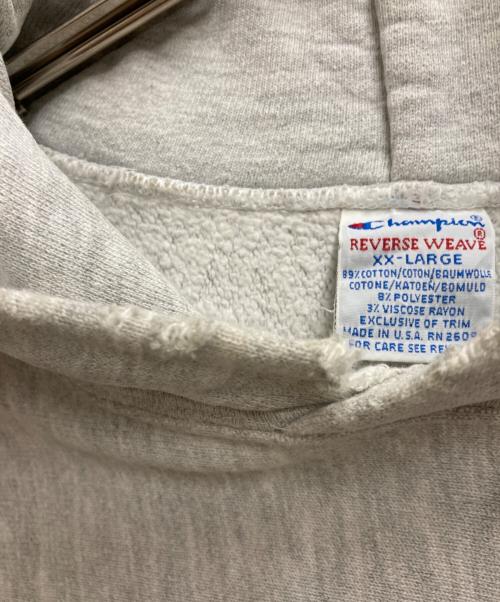 Champion®
REVERSE WEAVE®
XX-LARGE
89% COTTON/COTON/BAUMWOLLE
COTONE/KATOEN/BOMULD
8% POLYESTER
3% VISCOSE RAYON
EXCLUSIVE OF TRIM
MADE IN U.S.A. RN 2609
FOR CARE SEE